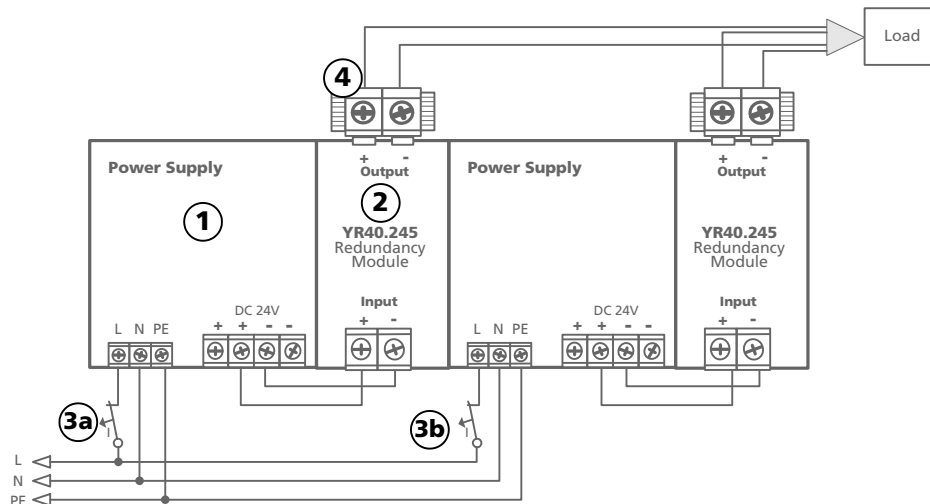 Load
4
+ - + -
Power Supply Output Power Supply Output
1 2
YR40.245 YR40.245
Redundancy Redundancy
Module Module
DC 24V Input DC 24V Input
L N PE + + - - + - L N PE + + - - + -
3a I 3b I
L
N
PE